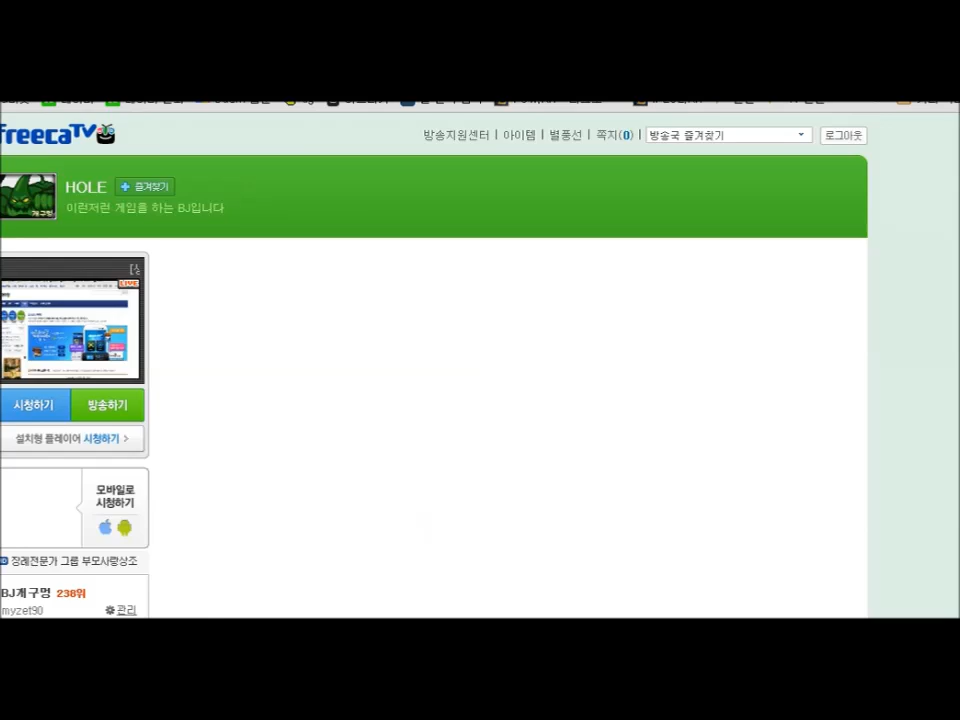 freecaTV
방송지원센터 | 아이템 | 별풍선 | 쪽지(0) | 방송국 즐겨찾기 로그아웃
HOLE + 즐겨찾기
이런저런 게임를 하는 BJ입니다
개구멍
LIVE
시청하기 방송하기
설치형 플레이어 시청하기 >
모바일로
시청하기
장례전문가 그룹 부모사랑상조
BJ개구멍 238위
myzet90 관리